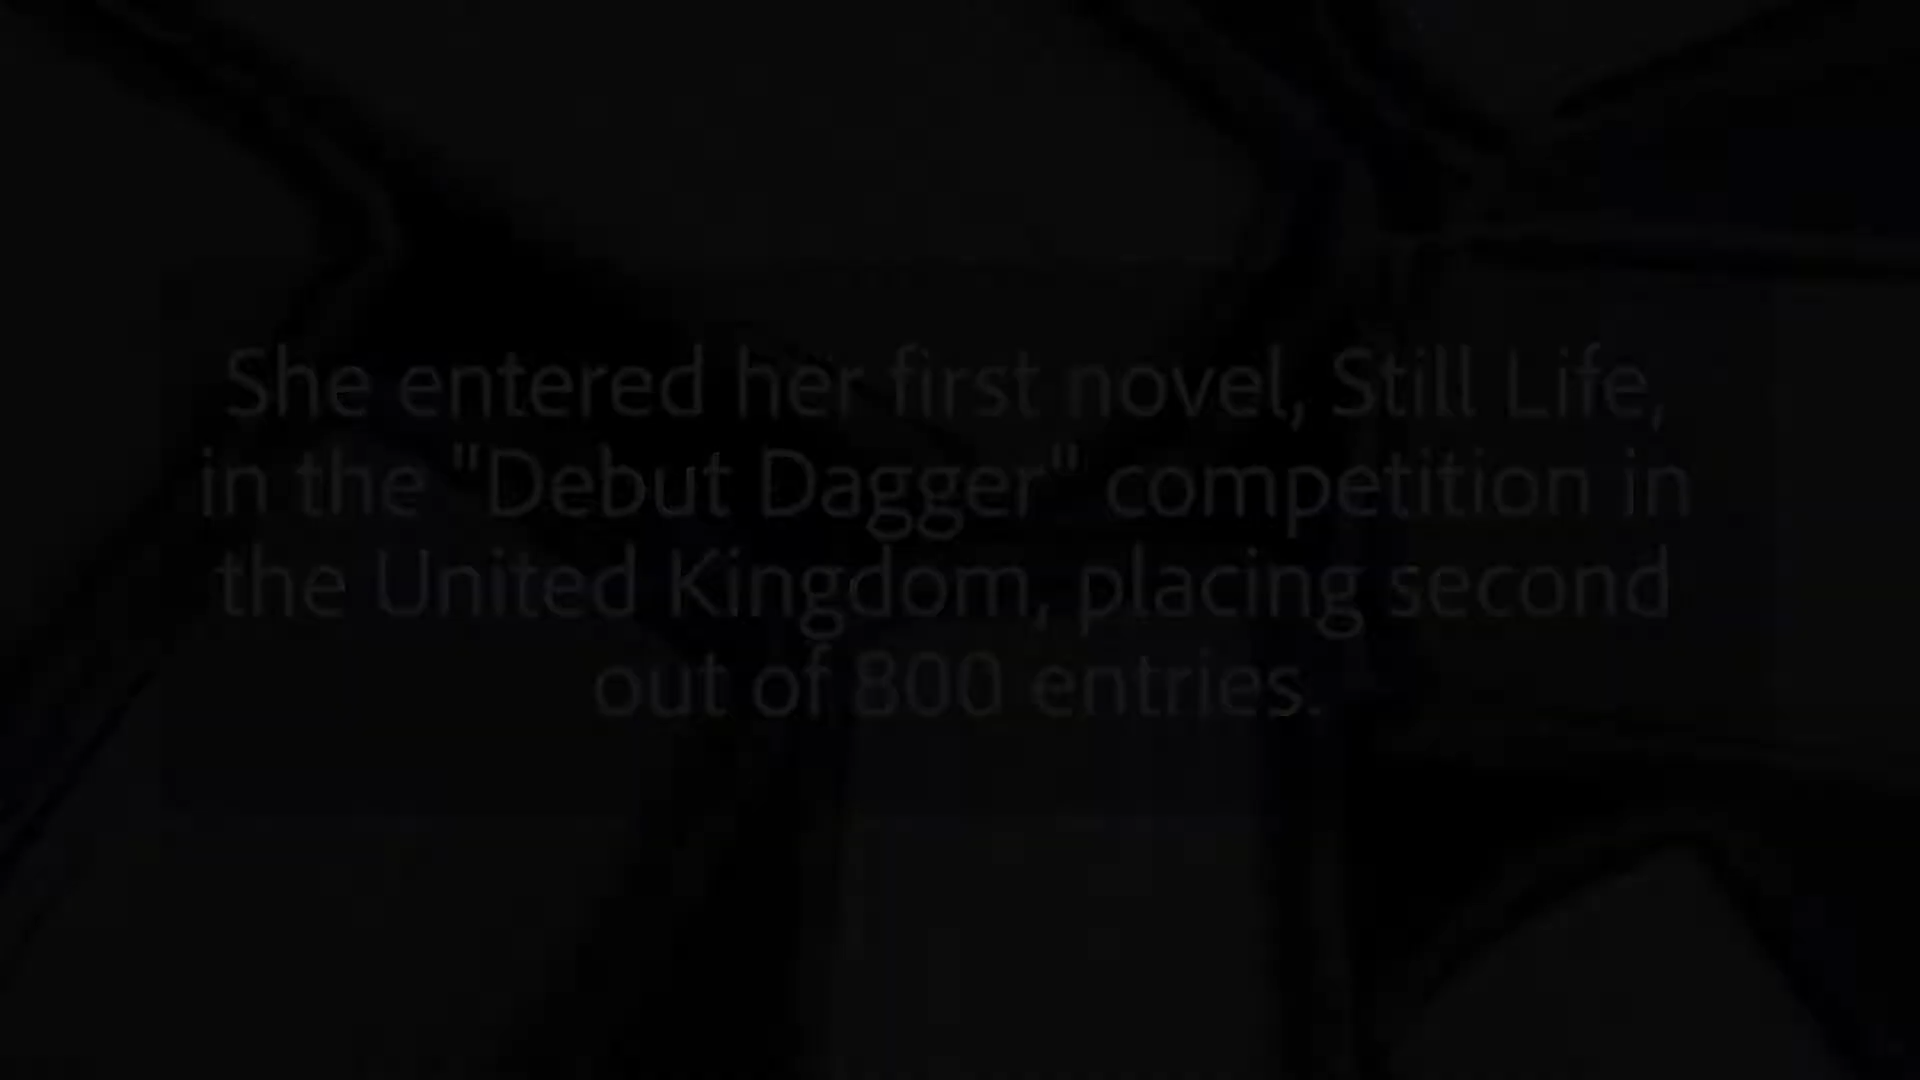 She entered her first novel, Still Life,
in the "Debut Dagger" competition in
the United Kingdom, placing second
out of 800 entries.